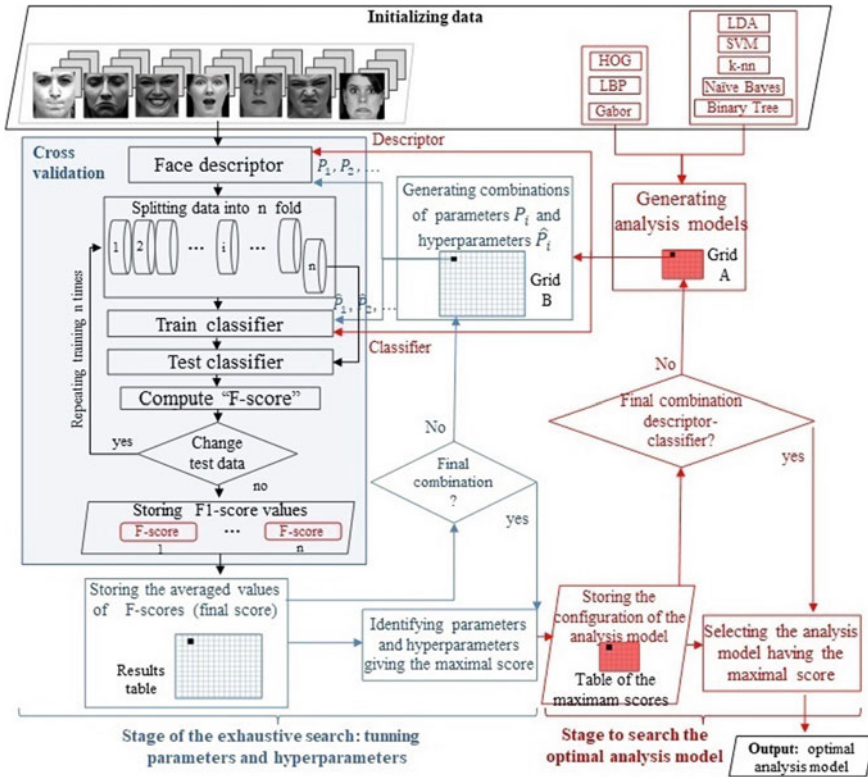 Initializing data
HOG
LBP
Gabor
LDA
SVM
k-nn
Naïve Bayes
Binary Tree
Cross
validation
Face descriptor
Descriptor
P₁, P₂, ...
Splitting data into n fold
1 2 ... i ... n
Repeating training n times
P̂₁, P̂₂, ...
Train classifier
Classifier
Test classifier
Compute “F-score”
yes
Change
test data
no
Storing F1-score values
F-score ... F-score
1 n
Generating combinations
of parameters Pᵢ and
hyperparameters P̂ᵢ
Grid
B
Generating
analysis models
Grid
A
No
Final
combination
?
yes
No
Final combination
descriptor-
classifier?
yes
Storing the averaged values
of F-scores (final score)
Results
table
Identifying parameters
and hyperparameters
giving the maximal score
Storing the
configuration of the
analysis model
Table of the
maximam scores
Selecting the analysis
model having the
maximal score
Stage of the exhaustive search: tunning
parameters and hyperparameters
Stage to search the
optimal analysis model
Output: optimal
analysis model